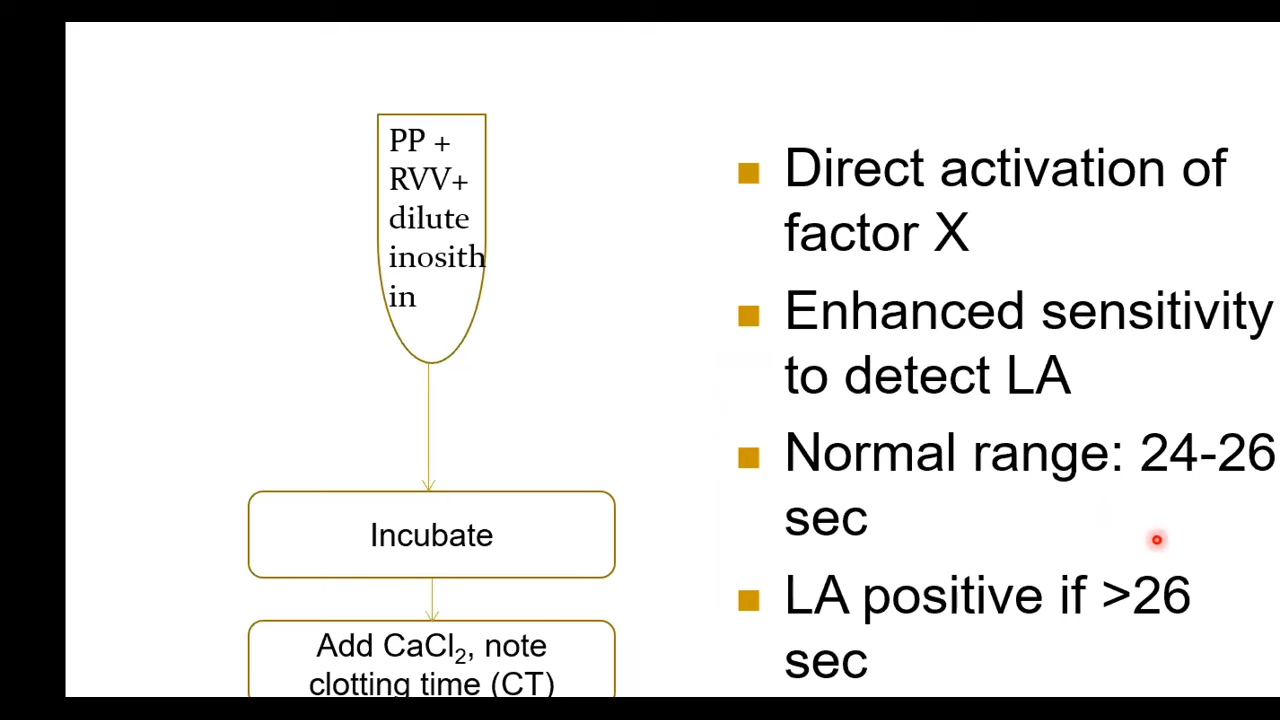 PP +
RVV+
dilute
inosith
in
Incubate
Add CaCl₂, note
clotting time (CT)
Direct activation of
factor X
Enhanced sensitivity
to detect LA
Normal range: 24-26
sec
LA positive if >26
sec